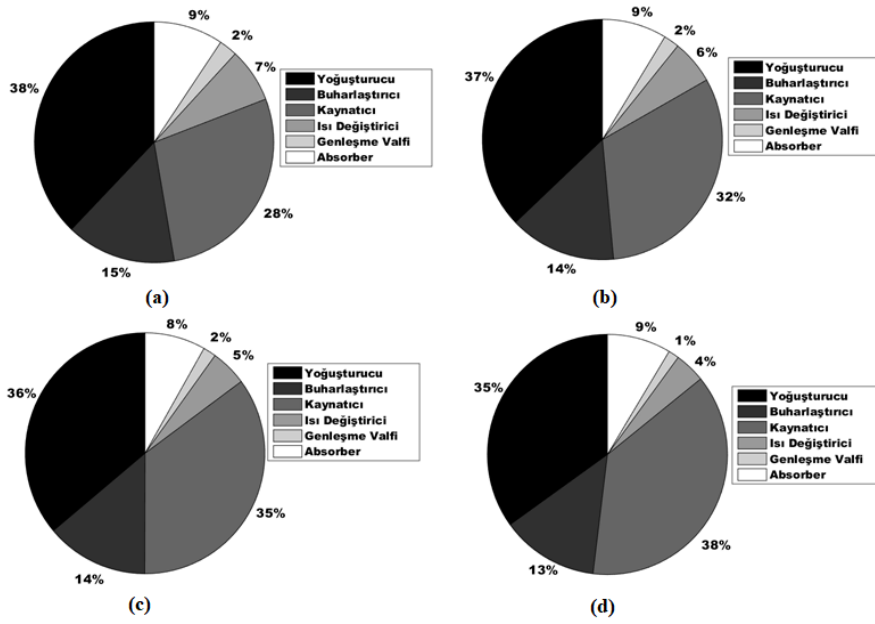 9%
2%
7%
38%
28%
15%
Yoğuşturucu
Buharlaştırıcı
Kaynatıcı
Isı Değiştirici
Genleşme Valfi
Absorber
(a)
9%
2%
6%
37%
32%
14%
Yoğuşturucu
Buharlaştırıcı
Kaynatıcı
Isı Değiştirici
Genleşme Valfi
Absorber
(b)
8%
2%
5%
36%
35%
14%
Yoğuşturucu
Buharlaştırıcı
Kaynatıcı
Isı Değiştirici
Genleşme Valfi
Absorber
(c)
9%
1%
4%
35%
38%
13%
Yoğuşturucu
Buharlaştırıcı
Kaynatıcı
Isı Değiştirici
Genleşme Valfi
Absorber
(d)